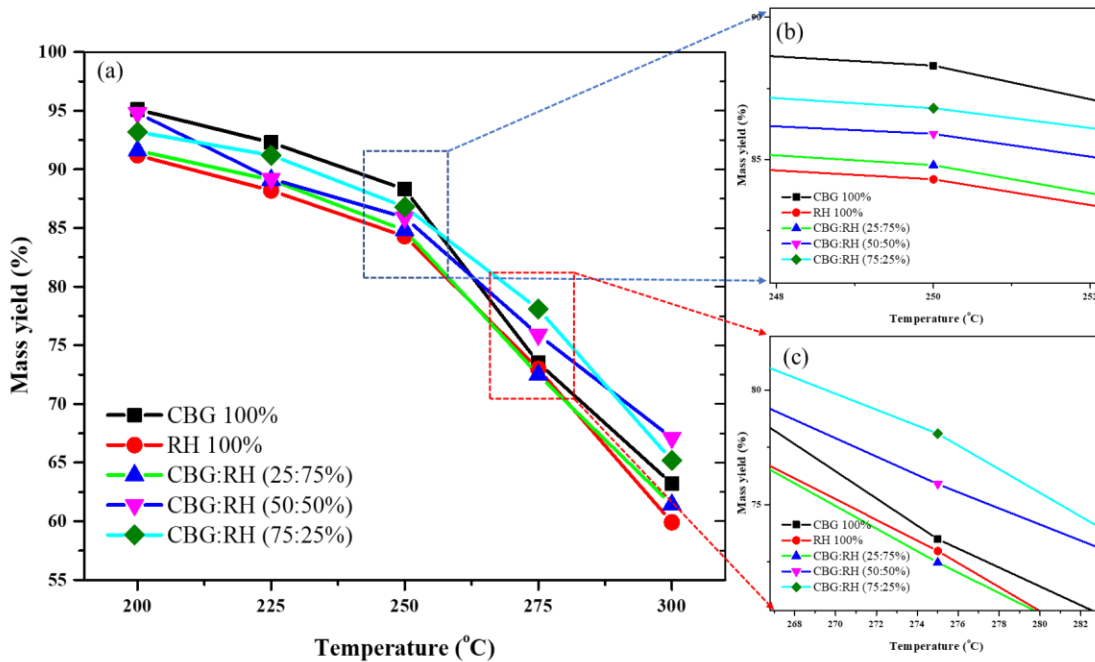 (a)
100
95
90
85
80
75
70
65
60
55
Mass yield (%)
CBG 100%
RH 100%
CBG:RH (25:75%)
CBG:RH (50:50%)
CBG:RH (75:25%)
200 225 250 275 300
Temperature (°C)
(b)
90
85
Mass yield (%)
CBG 100%
RH 100%
CBG:RH (25:75%)
CBG:RH (50:50%)
CBG:RH (75:25%)
248 250 252
Temperature (°C)
(c)
80
75
Mass yield (%)
CBG 100%
RH 100%
CBG:RH (25:75%)
CBG:RH (50:50%)
CBG:RH (75:25%)
268 270 272 274 276 278 280 282
Temperature (°C)